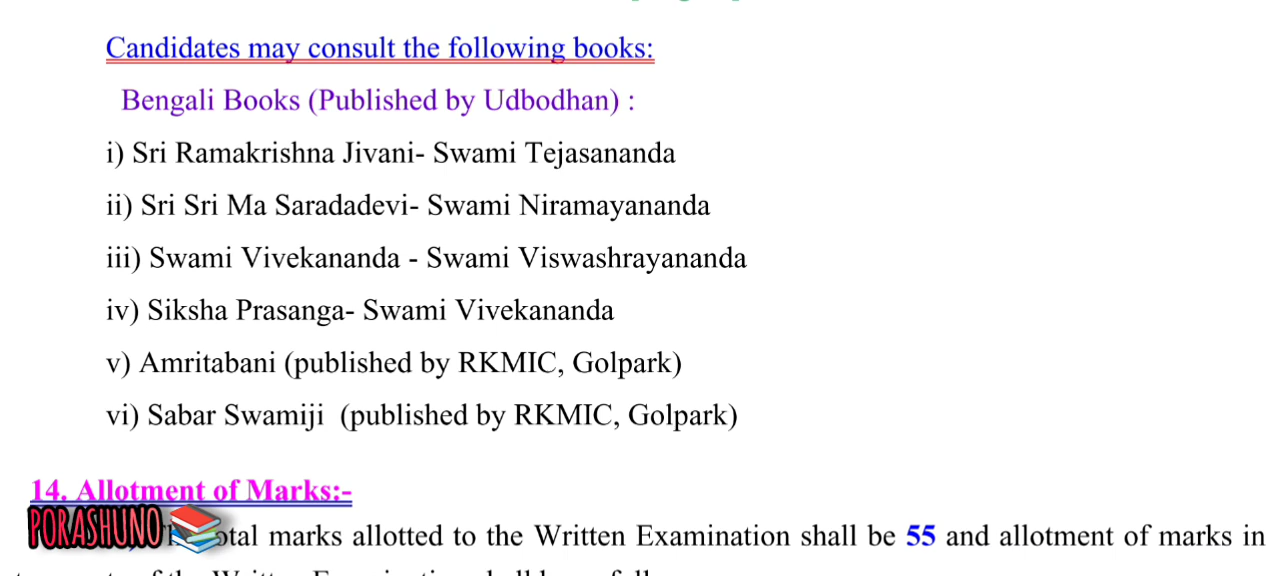 Candidates may consult the following books:
Bengali Books (Published by Udbodhan) :
i) Sri Ramakrishna Jivani- Swami Tejasananda
ii) Sri Sri Ma Saradadevi- Swami Niramayananda
iii) Swami Vivekananda - Swami Viswashrayananda
iv) Siksha Prasanga- Swami Vivekananda
v) Amritabani (published by RKMIC, Golpark)
vi) Sabar Swamiji (published by RKMIC, Golpark)
14. Allotment of Marks:-
PORASHUNO
marks allotted to the Written Examination shall be 55 and allotment of marks in